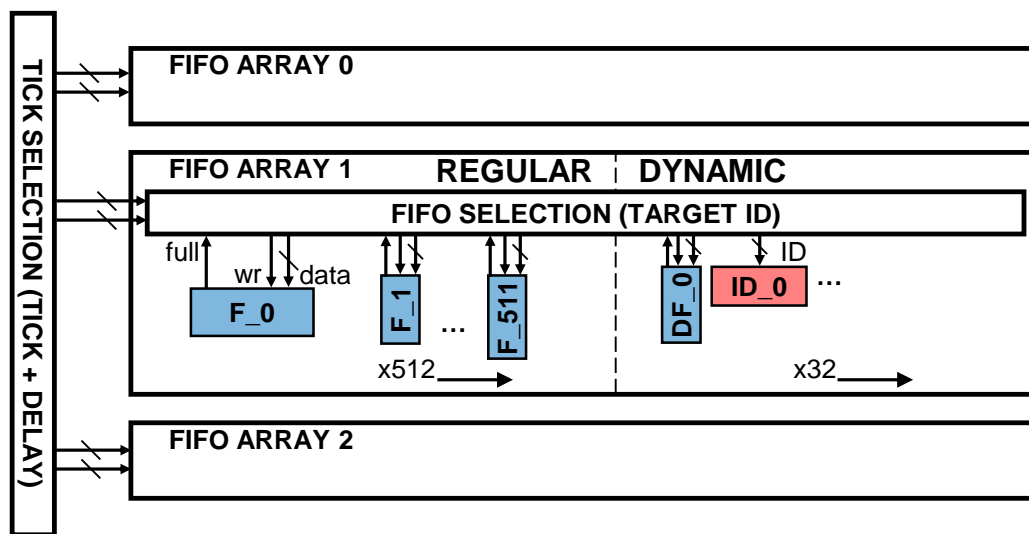 TICK SELECTION (TICK + DELAY)
FIFO ARRAY 0
FIFO ARRAY 1
REGULAR
DYNAMIC
FIFO SELECTION (TARGET ID)
full
wr
data
ID
F_0
F_1
...
F_511
DF_0
ID_0
...
x512
x32
FIFO ARRAY 2